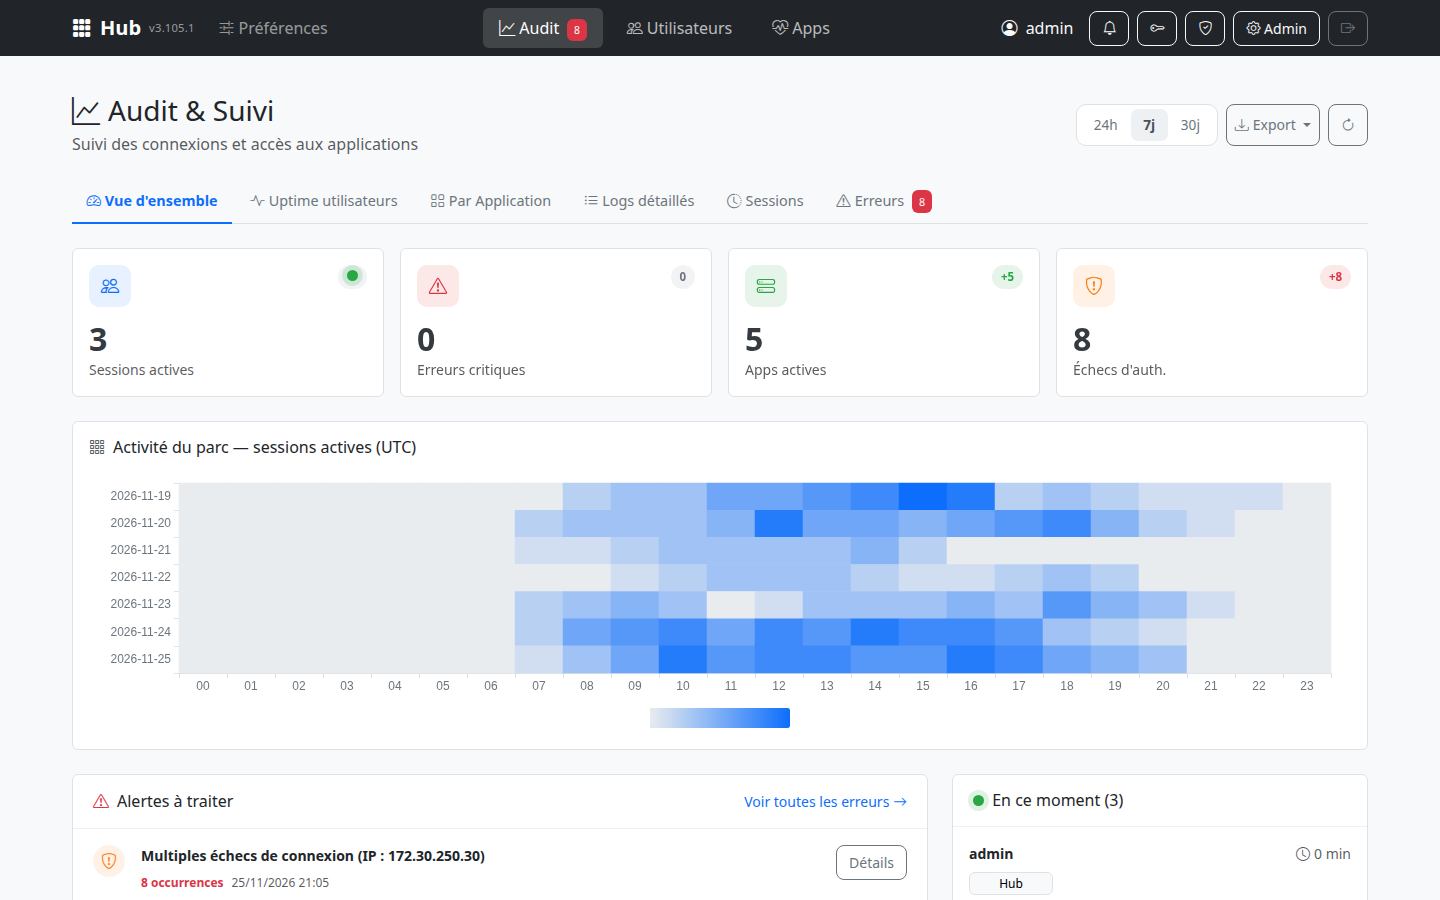 Hub v3.105.1 Préférences Audit 8 Utilisateurs Apps admin Admin
Audit & Suivi
Suivi des connexions et accès aux applications
24h 7j 30j Export
Vue d'ensemble Uptime utilisateurs Par Application Logs détaillés Sessions Erreurs 8
3
Sessions actives
0
0
Erreurs critiques
+5
5
Apps actives
+8
8
Échecs d'auth.
Activité du parc — sessions actives (UTC)
2026-11-19
2026-11-20
2026-11-21
2026-11-22
2026-11-23
2026-11-24
2026-11-25
00 01 02 03 04 05 06 07 08 09 10 11 12 13 14 15 16 17 18 19 20 21 22 23
Alertes à traiter
Voir toutes les erreurs →
Multiples échecs de connexion (IP : 172.30.250.30)
8 occurrences 25/11/2026 21:05
Détails
En ce moment (3)
admin 0 min
Hub